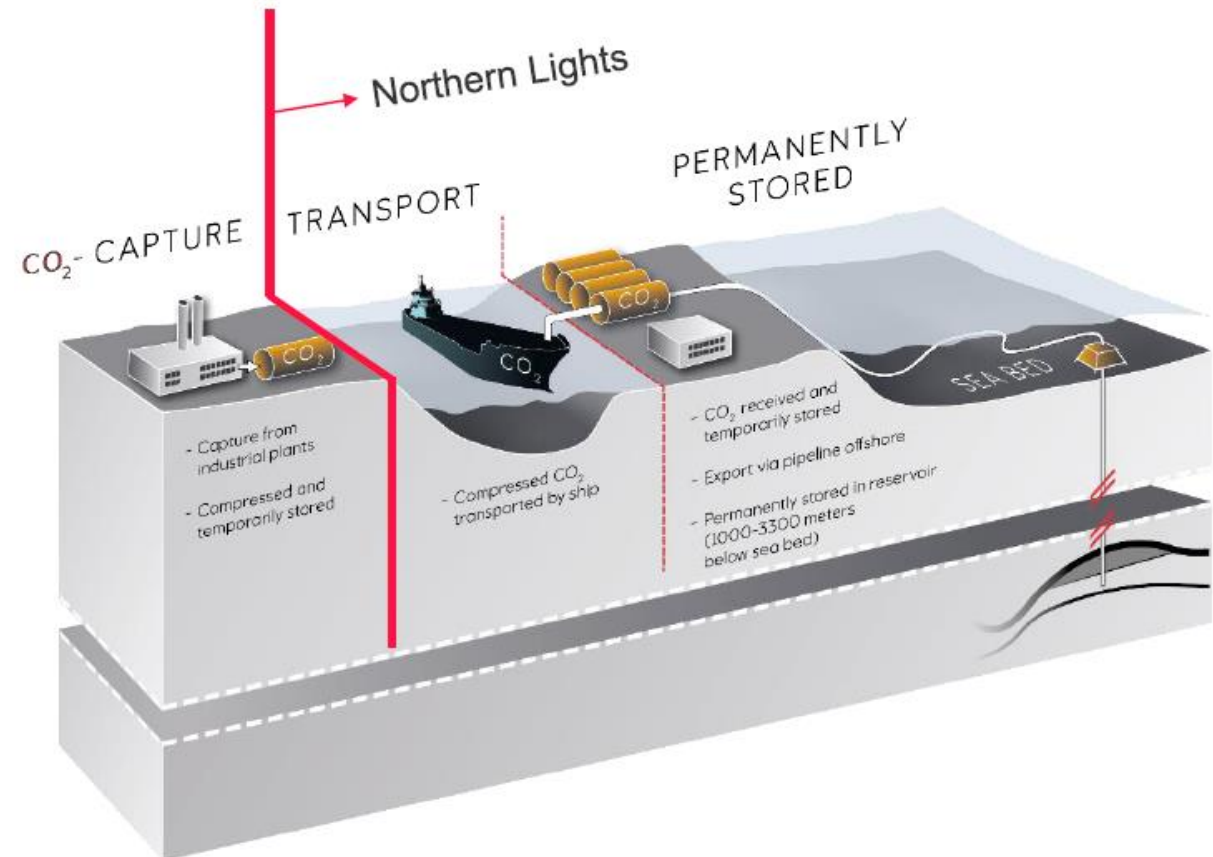 Northern Lights
CO₂- CAPTURE
TRANSPORT
PERMANENTLY
STORED
CO₂
CO₂
CO₂
SEA BED
- Capture from
industrial plants
- Compressed and
temporarily stored
- Compressed CO₂
transported by ship
- CO₂ received and
temporarily stored
- Export via pipeline offshore
- Permanently stored in reservoir
(1000-3300 meters
below sea bed)